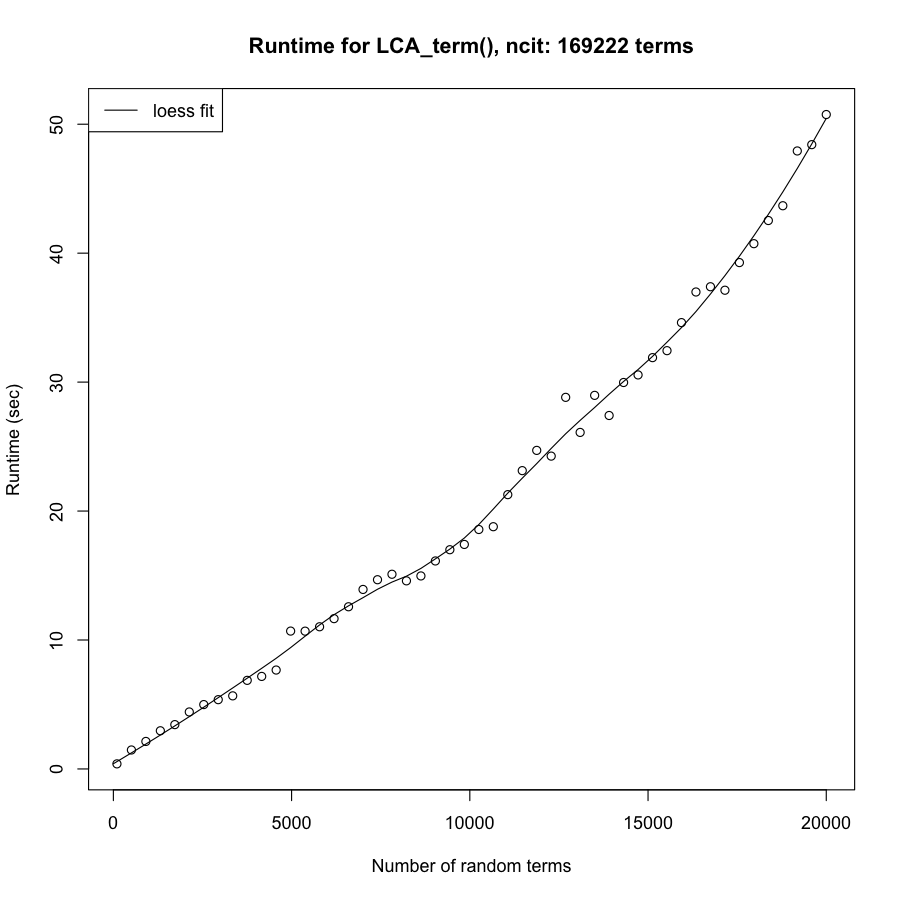 Runtime for LCA_term(), ncit: 169222 terms
loess fit
Runtime (sec)
50
40
30
20
10
0
0 5000 10000 15000 20000
Number of random terms